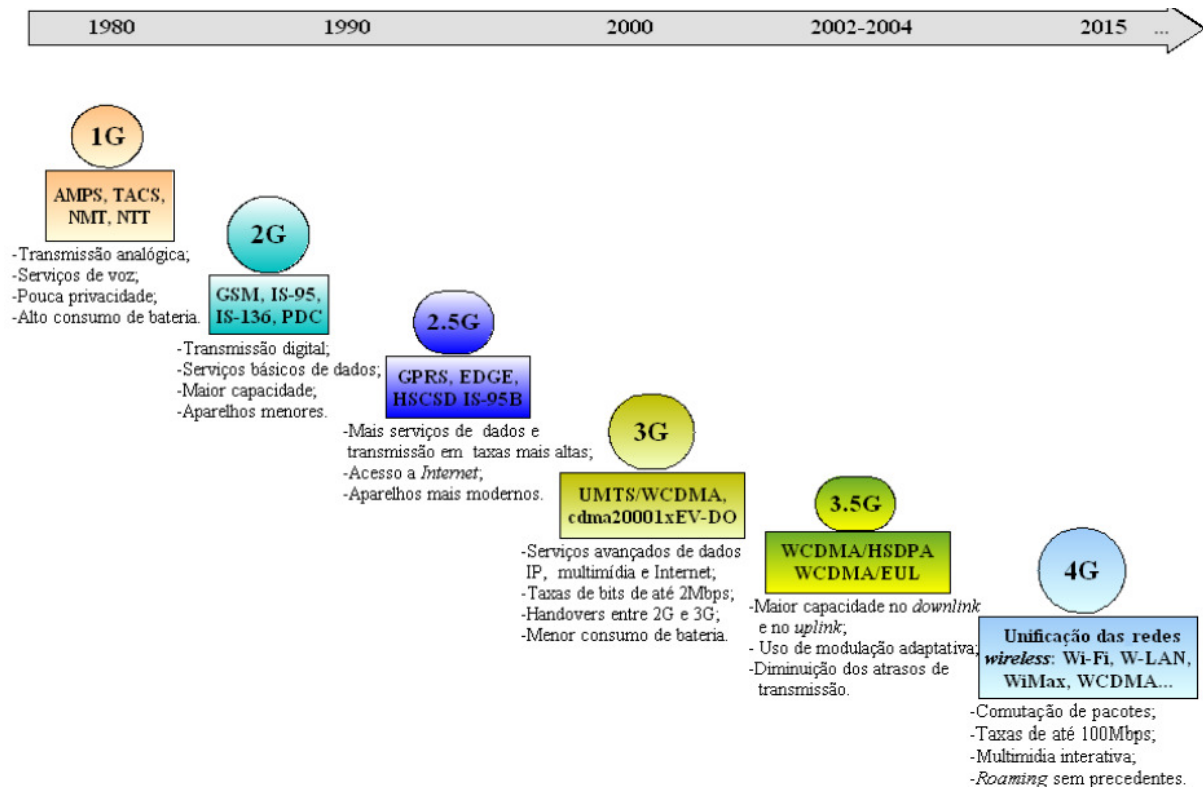 1980 1990 2000 2002-2004 2015 ...
1G
AMPS, TACS,
NMT, NTT
-Transmissão analógica;
-Serviços de voz;
-Pouca privacidade;
-Alto consumo de bateria.
2G
GSM, IS-95,
IS-136, PDC
-Transmissão digital;
-Serviços básicos de dados;
-Maior capacidade;
-Aparelhos menores.
2.5G
GPRS, EDGE,
HSCSD IS-95B
-Mais serviços de dados e
transmissão em taxas mais altas;
-Acesso a Internet;
-Aparelhos mais modernos.
3G
UMTS/WCDMA,
cdma20001xEV-DO
-Serviços avançados de dados
IP, multimídia e Internet;
-Taxas de bits de até 2Mbps;
-Handovers entre 2G e 3G;
-Menor consumo de bateria.
3.5G
WCDMA/HSDPA
WCDMA/EUL
-Maior capacidade no downlink
e no uplink;
- Uso de modulação adaptativa;
-Diminuição dos atrasos de
transmissão.
4G
Unificação das redes
wireless: Wi-Fi, W-LAN,
WiMax, WCDMA...
-Comutação de pacotes;
-Taxas de até 100Mbps;
-Multimidia interativa;
-Roaming sem precedentes.